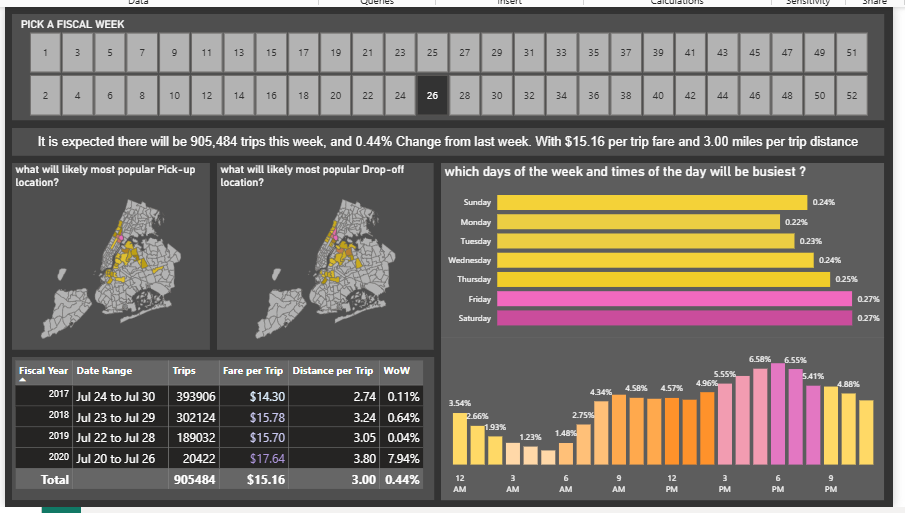 Data Queries Insert Calculations Sensitivity Share
PICK A FISCAL WEEK
1 3 5 7 9 11 13 15 17 19 21 23 25 27 29 31 33 35 37 39 41 43 45 47 49 51
2 4 6 8 10 12 14 16 18 20 22 24 26 28 30 32 34 36 38 40 42 44 46 48 50 52
It is expected there will be 905,484 trips this week, and 0.44% Change from last week. With $15.16 per trip fare and 3.00 miles per trip distance
what will likely most popular Pick-up
location?
what will likely most popular Drop-off
location?
which days of the week and times of the day will be busiest ?
Sunday 0.24%
Monday 0.22%
Tuesday 0.23%
Wednesday 0.24%
Thursday 0.25%
Friday 0.27%
Saturday 0.27%
Fiscal Year Date Range Trips Fare per Trip Distance per Trip WoW
2017 Jul 24 to Jul 30 393906 $14.30 2.74 0.11%
2018 Jul 23 to Jul 29 302124 $15.78 3.24 0.64%
2019 Jul 22 to Jul 28 189032 $15.70 3.05 0.04%
2020 Jul 20 to Jul 26 20422 $17.64 3.80 7.94%
Total 905484 $15.16 3.00 0.44%
3.54% 2.66% 1.93% 1.23% 1.48% 2.75% 4.34% 4.58% 4.57% 4.96% 5.55% 6.58% 6.55% 5.41% 4.88%
12 3 6 9 12 3 6 9
AM AM AM AM PM PM PM PM